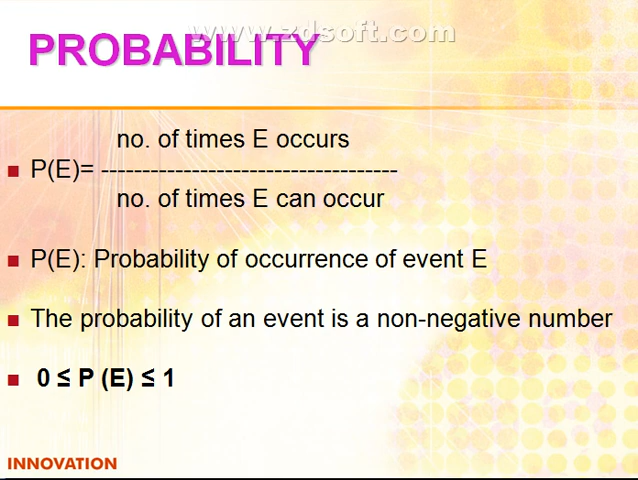 www.zdsoft.com
PROBABILITY
no. of times E occurs
P(E)= ------------------------------------
no. of times E can occur
P(E): Probability of occurrence of event E
The probability of an event is a non-negative number
0 ≤ P (E) ≤ 1
INNOVATION